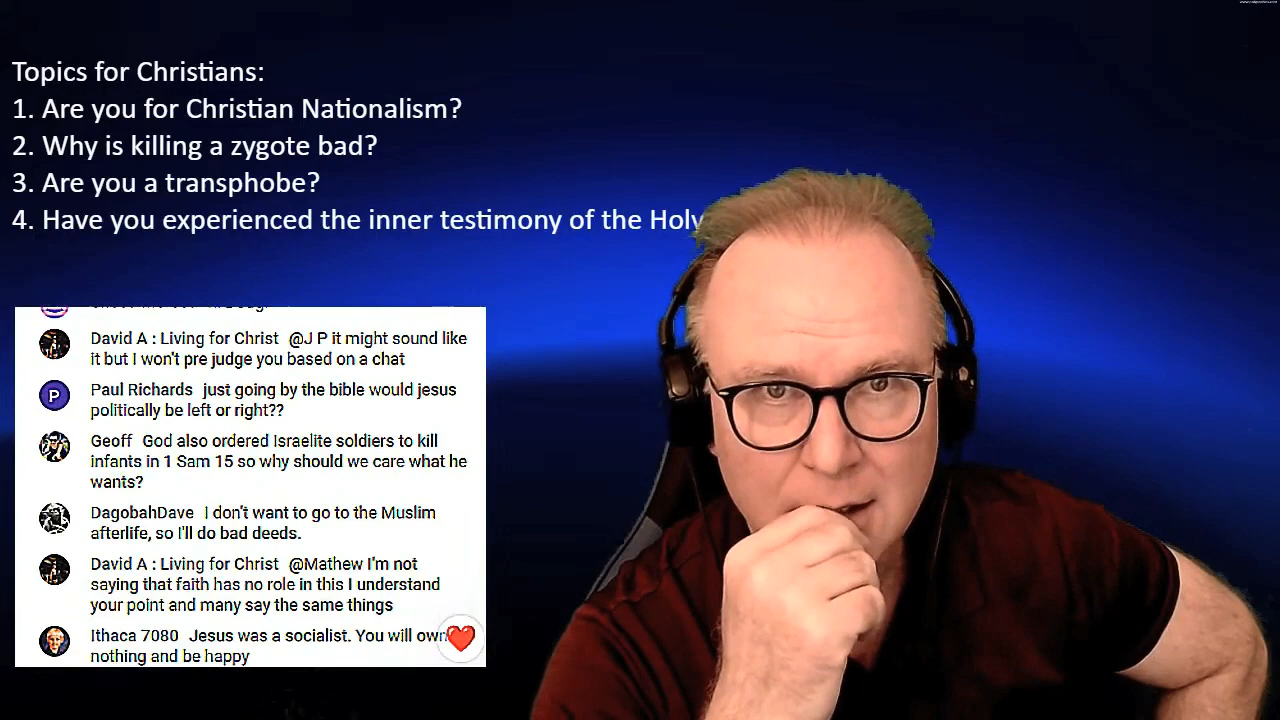 Topics for Christians:
1. Are you for Christian Nationalism?
2. Why is killing a zygote bad?
3. Are you a transphobe?
4. Have you experienced the inner testimony of the Holy
David A : Living for Christ @J P it might sound like
it but I won't pre judge you based on a chat
P
Paul Richards just going by the bible would jesus
politically be left or right??
Geoff God also ordered Israelite soldiers to kill
infants in 1 Sam 15 so why should we care what he
wants?
DagobahDave I don't want to go to the Muslim
afterlife, so I'll do bad deeds.
David A : Living for Christ @Mathew I'm not
saying that faith has no role in this I understand
your point and many say the same things
Ithaca 7080 Jesus was a socialist. You will own
nothing and be happy